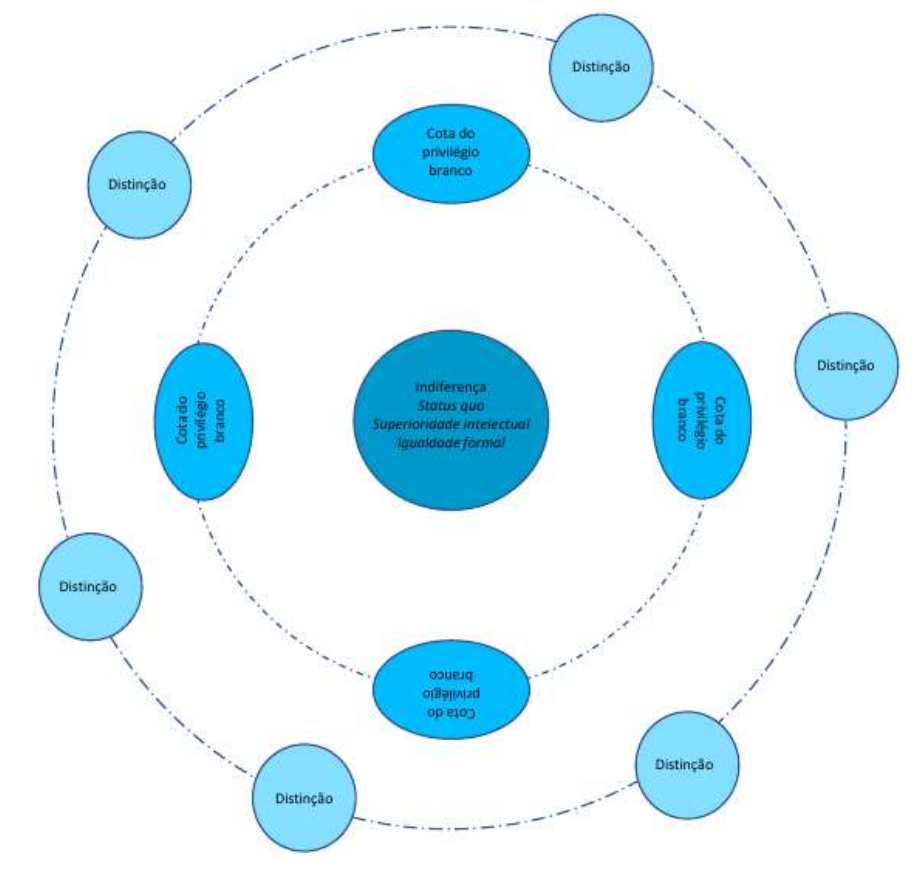 Distinção
Cota do
privilégio
branco
Distinção
Distinção
Indiferença
Status quo
Superioridade intelectual
Igualdade formal
Cota do
privilégio
branco
Cota do
privilégio
branco
Distinção
Cota do
privilégio
branco
Distinção
Distinção